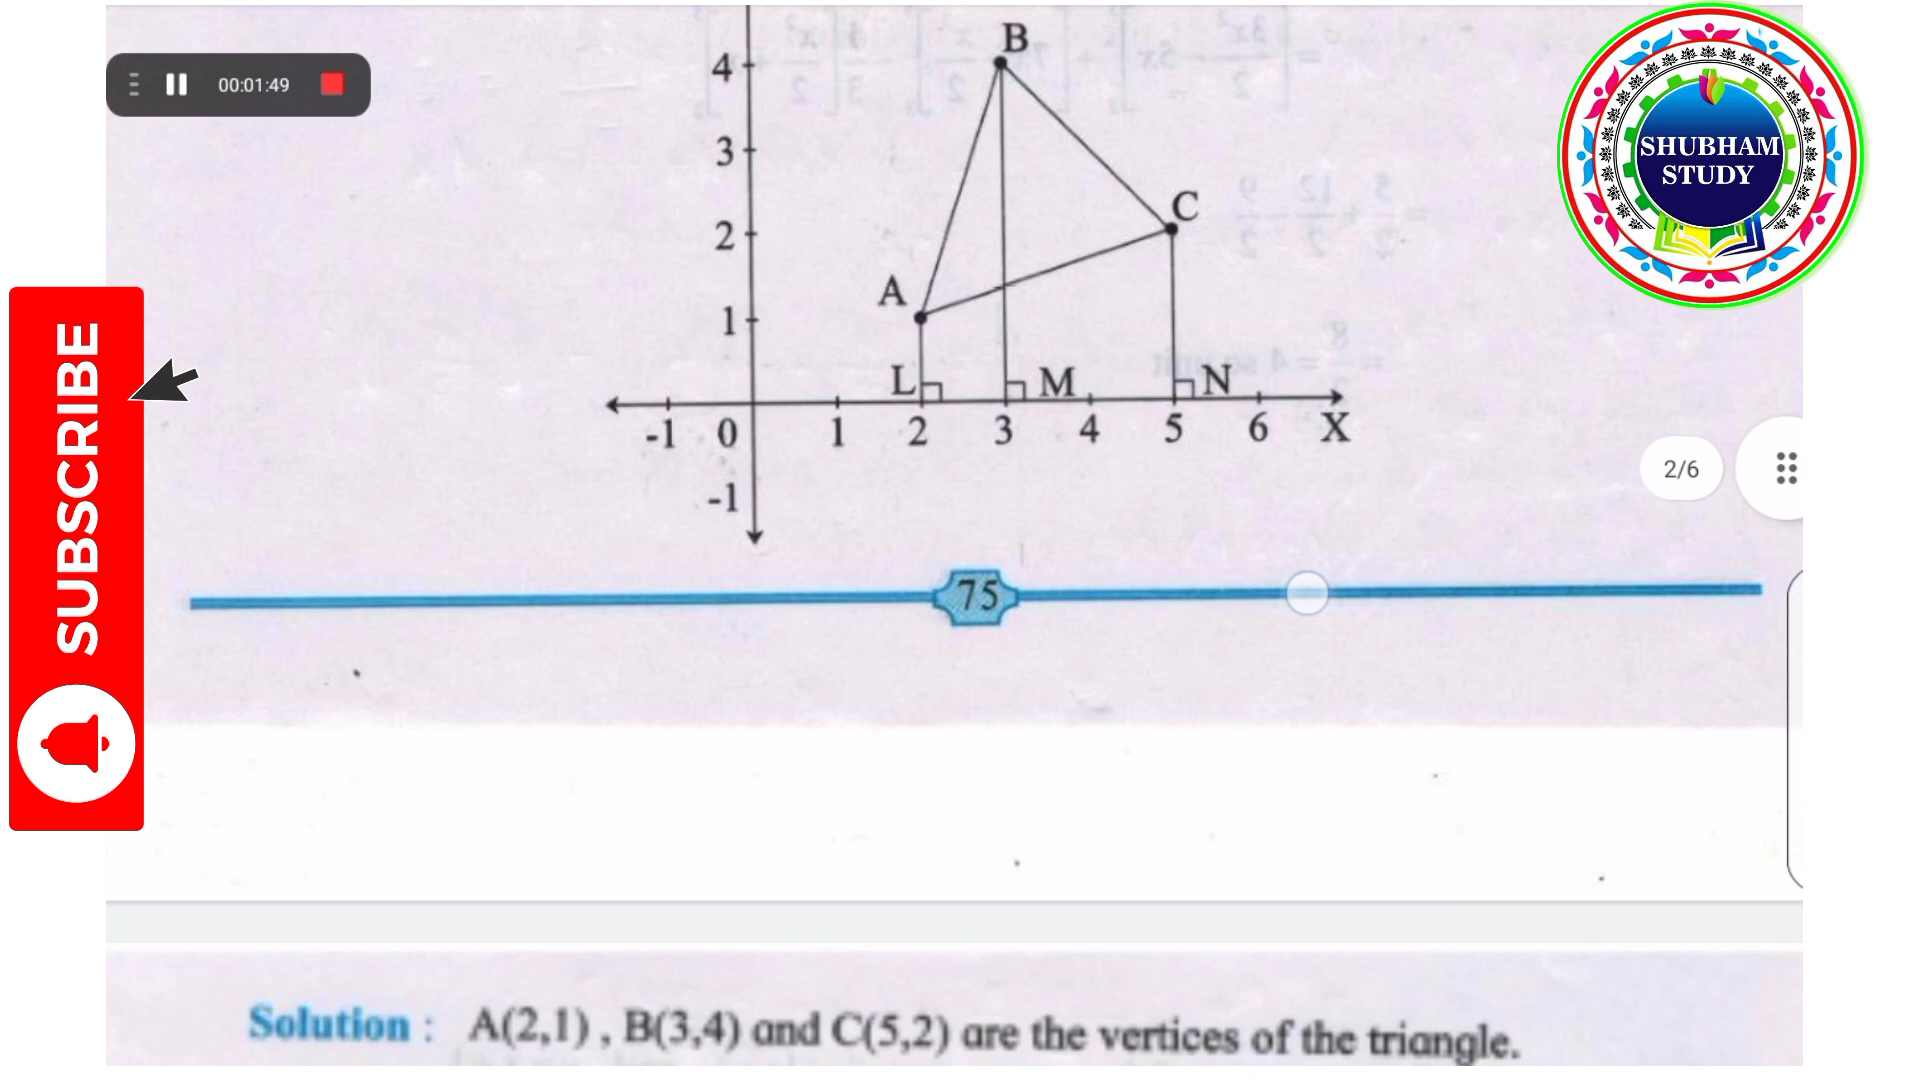 00:01:49
SHUBHAM
STUDY
SUBSCRIBE
B
4
3
C
2
A
1
L
M
N
-1 0 1 2 3 4 5 6 X
-1
2/6
75
Solution : A(2,1) , B(3,4) and C(5,2) are the vertices of the triangle.